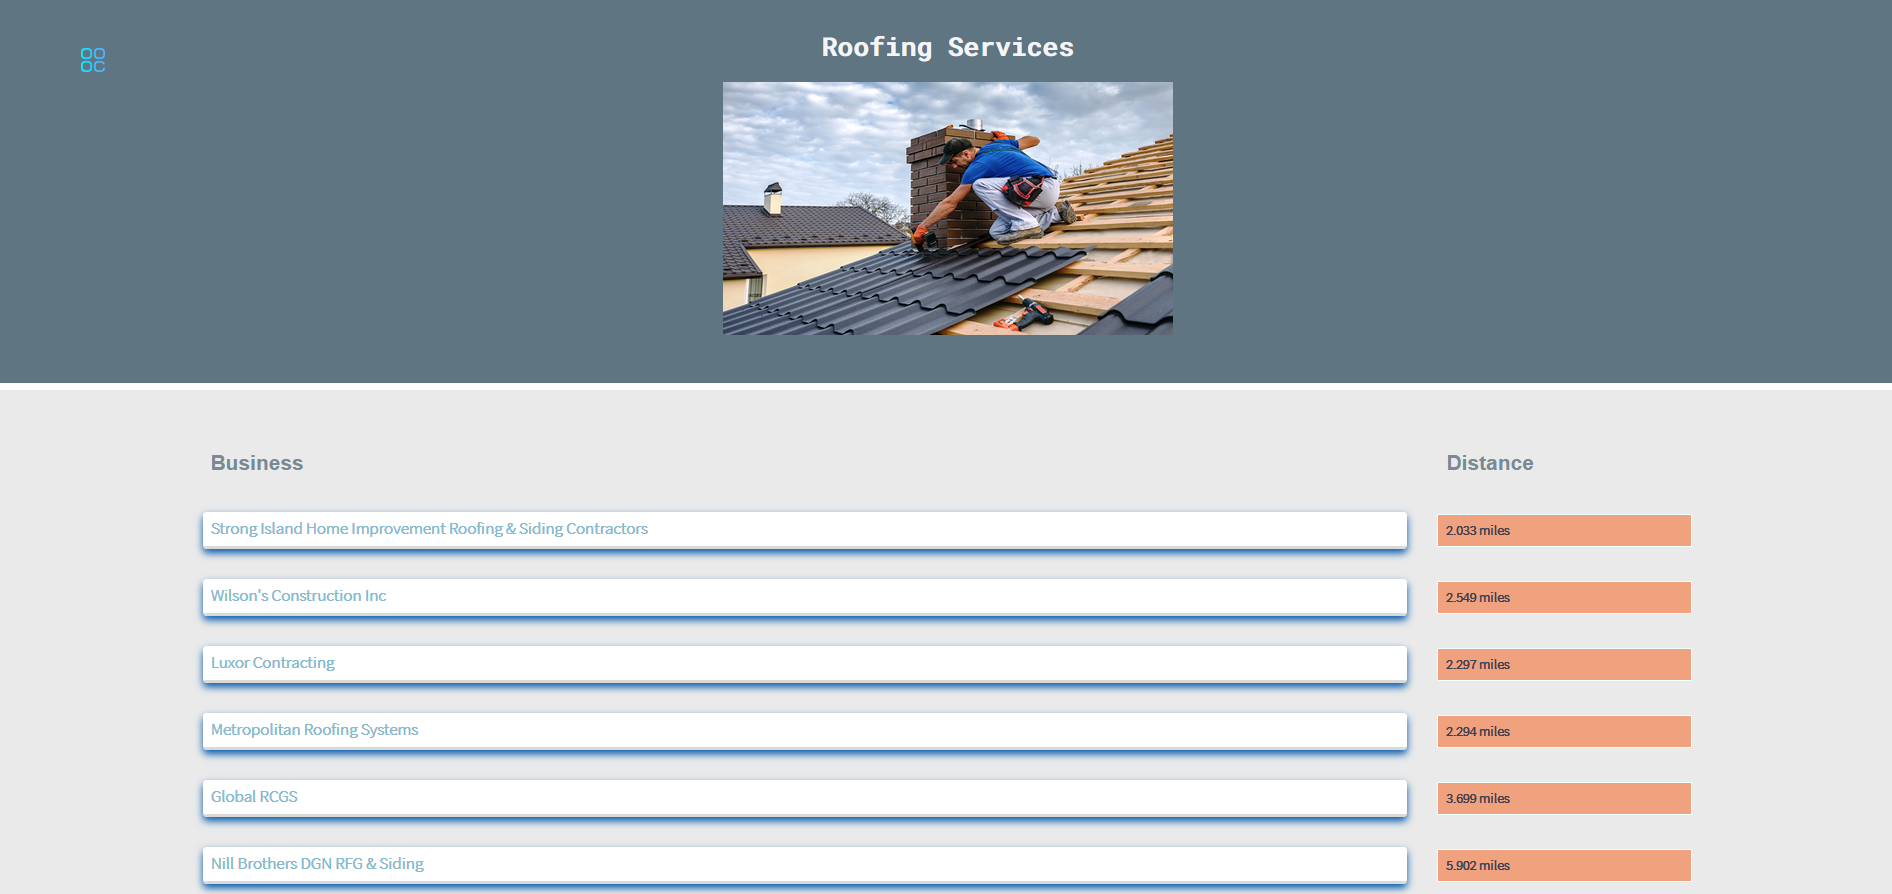 Roofing Services
Business Distance
Strong Island Home Improvement Roofing & Siding Contractors 2.033 miles
Wilson's Construction Inc 2.549 miles
Luxor Contracting 2.297 miles
Metropolitan Roofing Systems 2.294 miles
Global RCGS 3.699 miles
Nill Brothers DGN RFG & Siding 5.902 miles